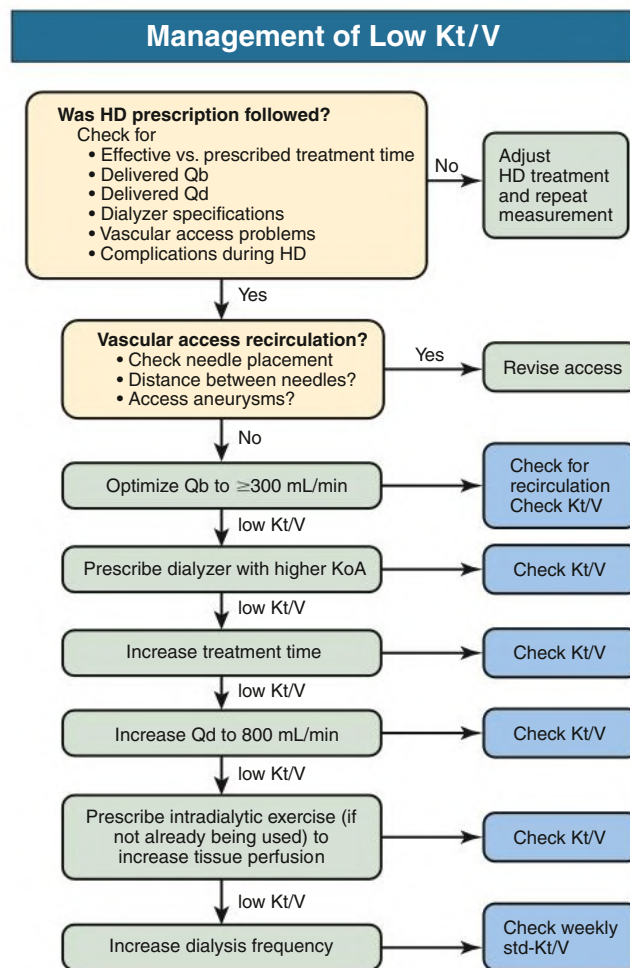 Management of Low Kt/V
Was HD prescription followed?
Check for
• Effective vs. prescribed treatment time
• Delivered Qb
• Delivered Qd
• Dialyzer specifications
• Vascular access problems
• Complications during HD
No
Adjust
HD treatment
and repeat
measurement
Yes
Vascular access recirculation?
• Check needle placement
• Distance between needles?
• Access aneurysms?
Yes
Revise access
No
Optimize Qb to ≥300 mL/min
Check for
recirculation
Check Kt/V
low Kt/V
Prescribe dialyzer with higher KoA
Check Kt/V
low Kt/V
Increase treatment time
Check Kt/V
low Kt/V
Increase Qd to 800 mL/min
Check Kt/V
low Kt/V
Prescribe intradialytic exercise (if
not already being used) to
increase tissue perfusion
Check Kt/V
low Kt/V
Increase dialysis frequency
Check weekly
std-Kt/V